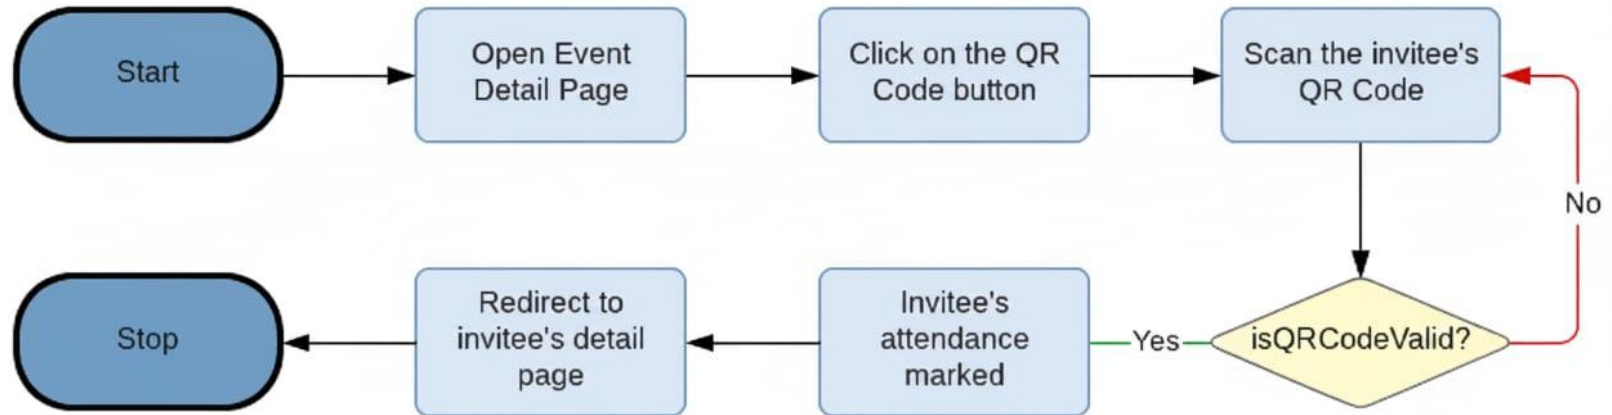 Start
Open Event
Detail Page
Click on the QR
Code button
Scan the invitee's
QR Code
No
isQRCodeValid?
Yes
Invitee's
attendance
marked
Redirect to
invitee's detail
page
Stop